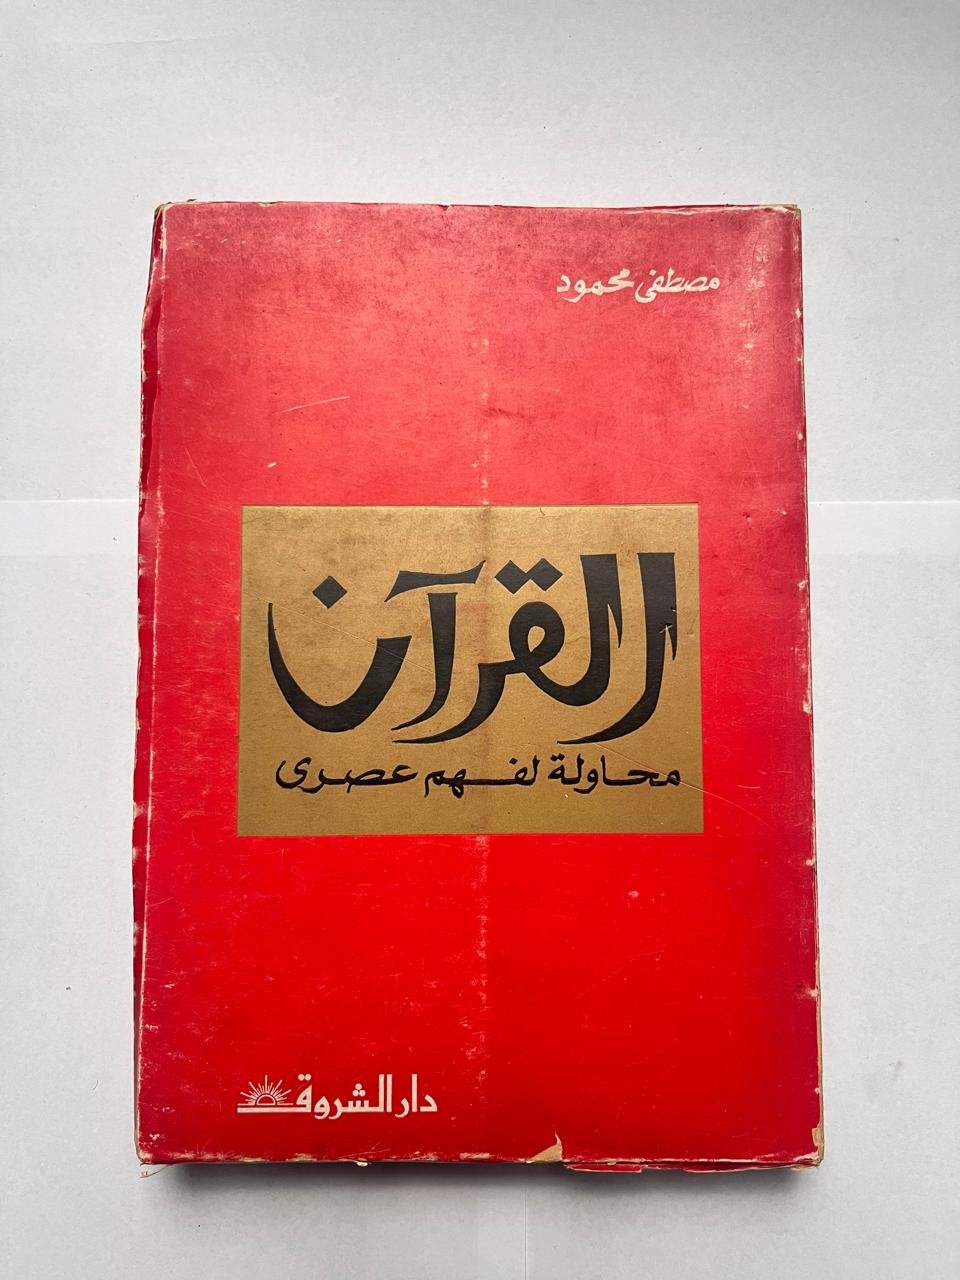 مصطفى محمود
القرآن
محاولة لفهم عصرى
دار الشروق